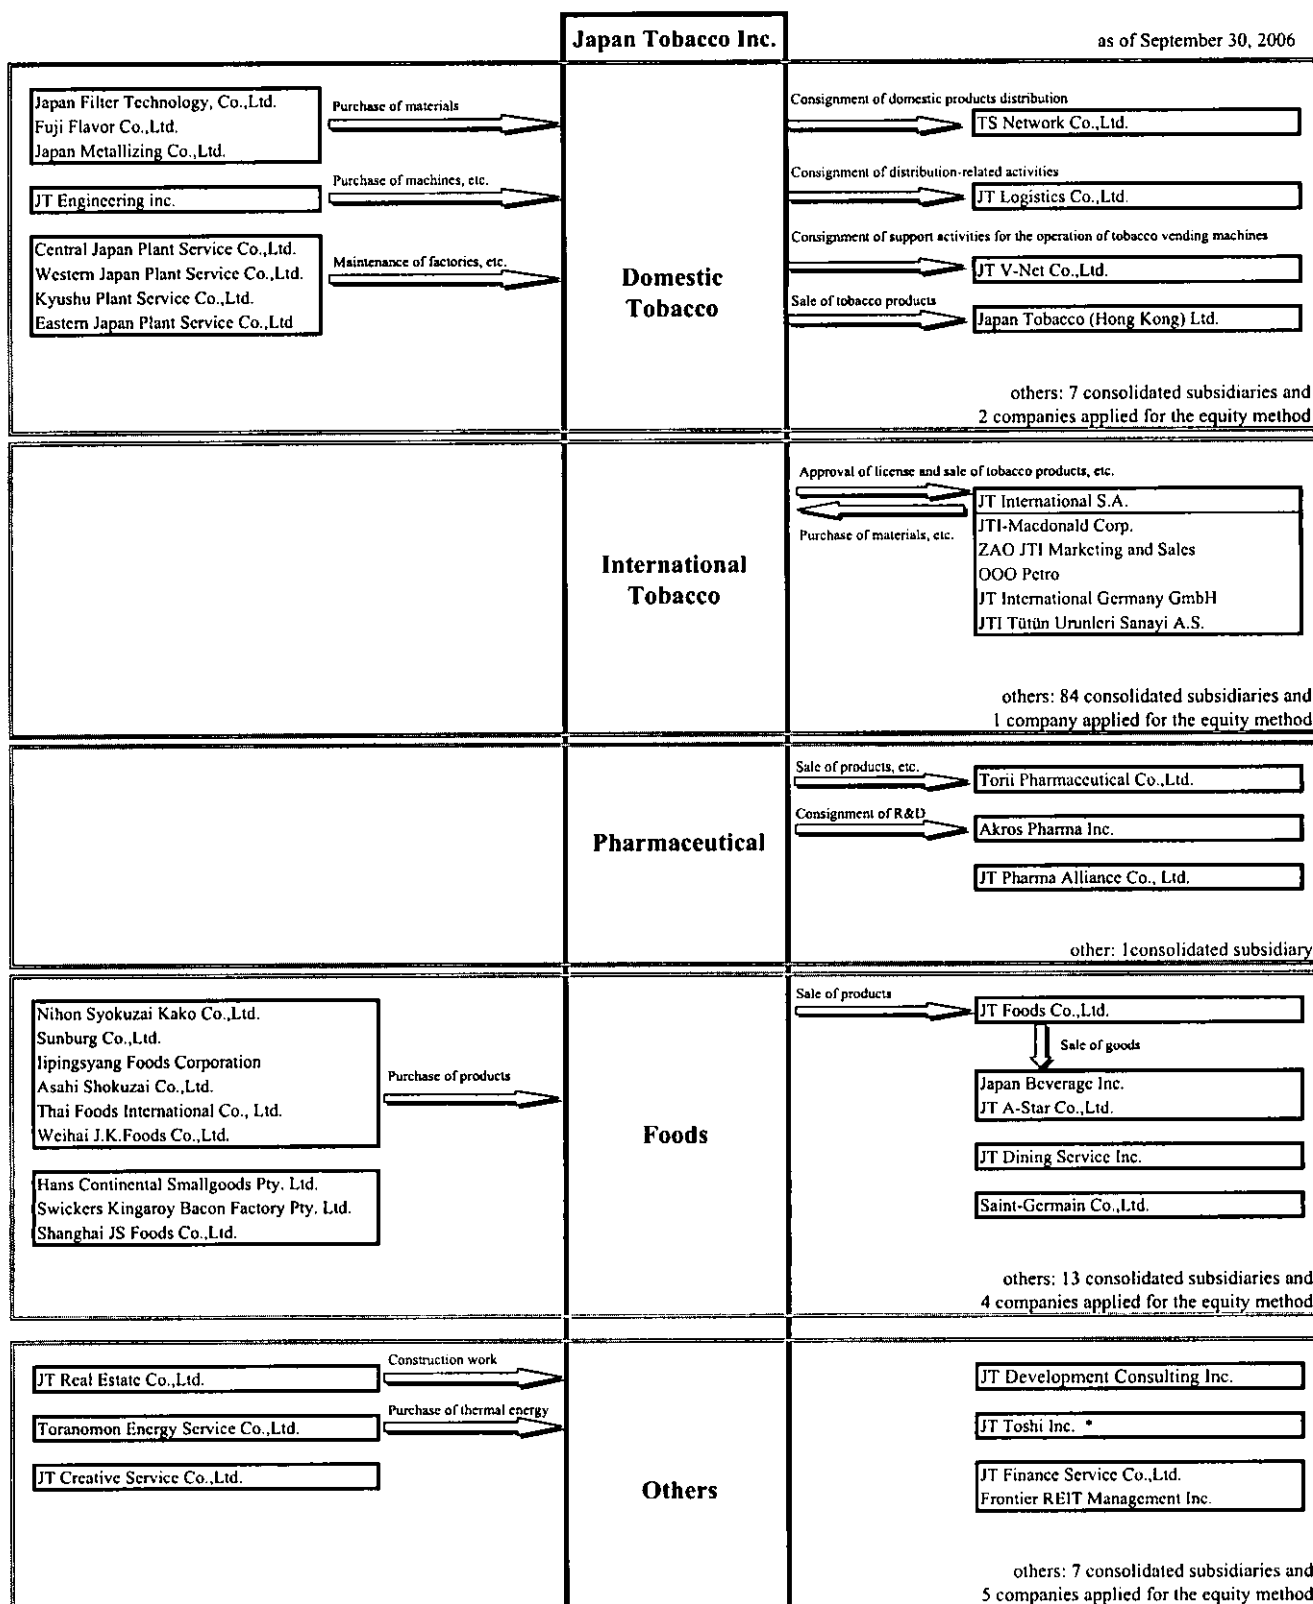 Japan Tobacco Inc.
as of September 30, 2006
Japan Filter Technology, Co.,Ltd.
Fuji Flavor Co.,Ltd.
Japan Metallizing Co.,Ltd.
Purchase of materials
JT Engineering inc.
Purchase of machines, etc.
Central Japan Plant Service Co.,Ltd.
Western Japan Plant Service Co.,Ltd.
Kyushu Plant Service Co.,Ltd.
Eastern Japan Plant Service Co.,Ltd
Maintenance of factories, etc.
Domestic
Tobacco
Consignment of domestic products distribution
TS Network Co.,Ltd.
Consignment of distribution-related activities
JT Logistics Co.,Ltd.
Consignment of support activities for the operation of tobacco vending machines
JT V-Net Co.,Ltd.
Sale of tobacco products
Japan Tobacco (Hong Kong) Ltd.
others: 7 consolidated subsidiaries and
2 companies applied for the equity method
International
Tobacco
Approval of license and sale of tobacco products, etc.
Purchase of materials, etc.
JT International S.A.
JTI-Macdonald Corp.
ZAO JTI Marketing and Sales
OOO Petro
JT International Germany GmbH
JTI Tütün Urunleri Sanayi A.S.
others: 84 consolidated subsidiaries and
1 company applied for the equity method
Pharmaceutical
Sale of products, etc.
Torii Pharmaceutical Co.,Ltd.
Consignment of R&D
Akros Pharma Inc.
JT Pharma Alliance Co., Ltd.
other: 1consolidated subsidiary
Nihon Syokuzai Kako Co.,Ltd.
Sunburg Co.,Ltd.
Iipingsyang Foods Corporation
Asahi Shokuzai Co.,Ltd.
Thai Foods International Co., Ltd.
Weihai J.K.Foods Co.,Ltd.
Purchase of products
Hans Continental Smallgoods Pty. Ltd.
Swickers Kingaroy Bacon Factory Pty. Ltd.
Shanghai JS Foods Co.,Ltd.
Foods
Sale of products
JT Foods Co.,Ltd.
Sale of goods
Japan Beverage Inc.
JT A-Star Co.,Ltd.
JT Dining Service Inc.
Saint-Germain Co.,Ltd.
others: 13 consolidated subsidiaries and
4 companies applied for the equity method
JT Real Estate Co.,Ltd.
Construction work
Toranomon Energy Service Co.,Ltd.
Purchase of thermal energy
JT Creative Service Co.,Ltd.
Others
JT Development Consulting Inc.
JT Toshi Inc. *
JT Finance Service Co.,Ltd.
Frontier REIT Management Inc.
others: 7 consolidated subsidiaries and
5 companies applied for the equity method